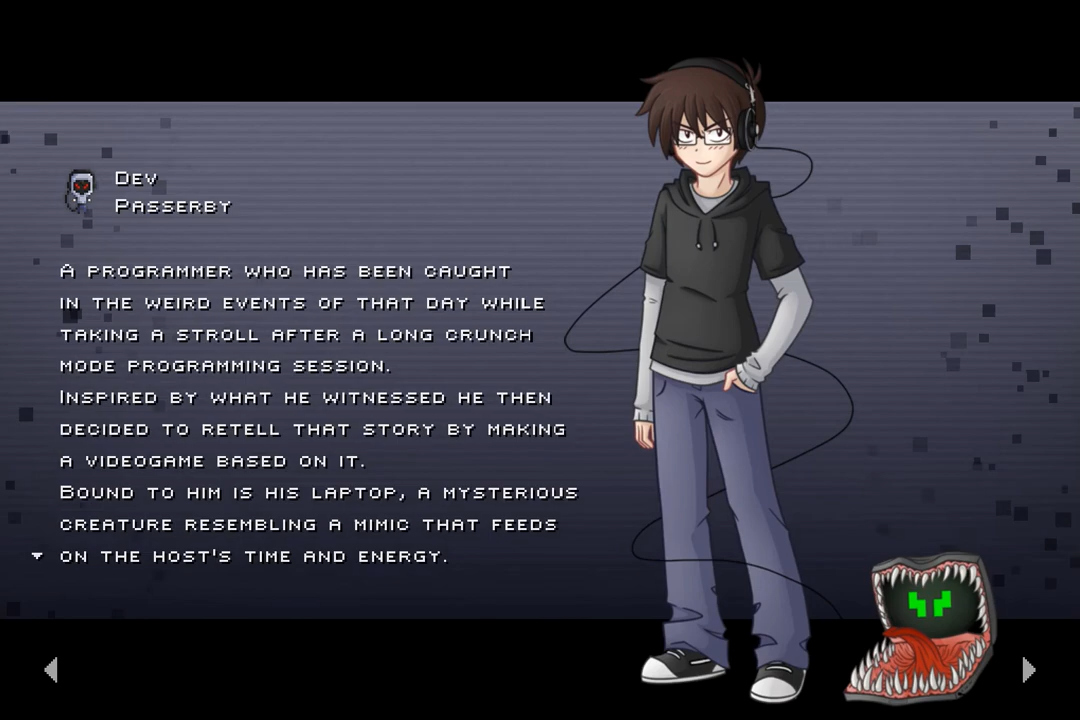 Dev
Passerby
A programmer who has been caught
in the weird events of that day while
taking a stroll after a long crunch
mode programming session.
Inspired by what he witnessed he then
decided to retell that story by making
a videogame based on it.
Bound to him is his laptop, a mysterious
creature resembling a mimic that feeds
on the host's time and energy.